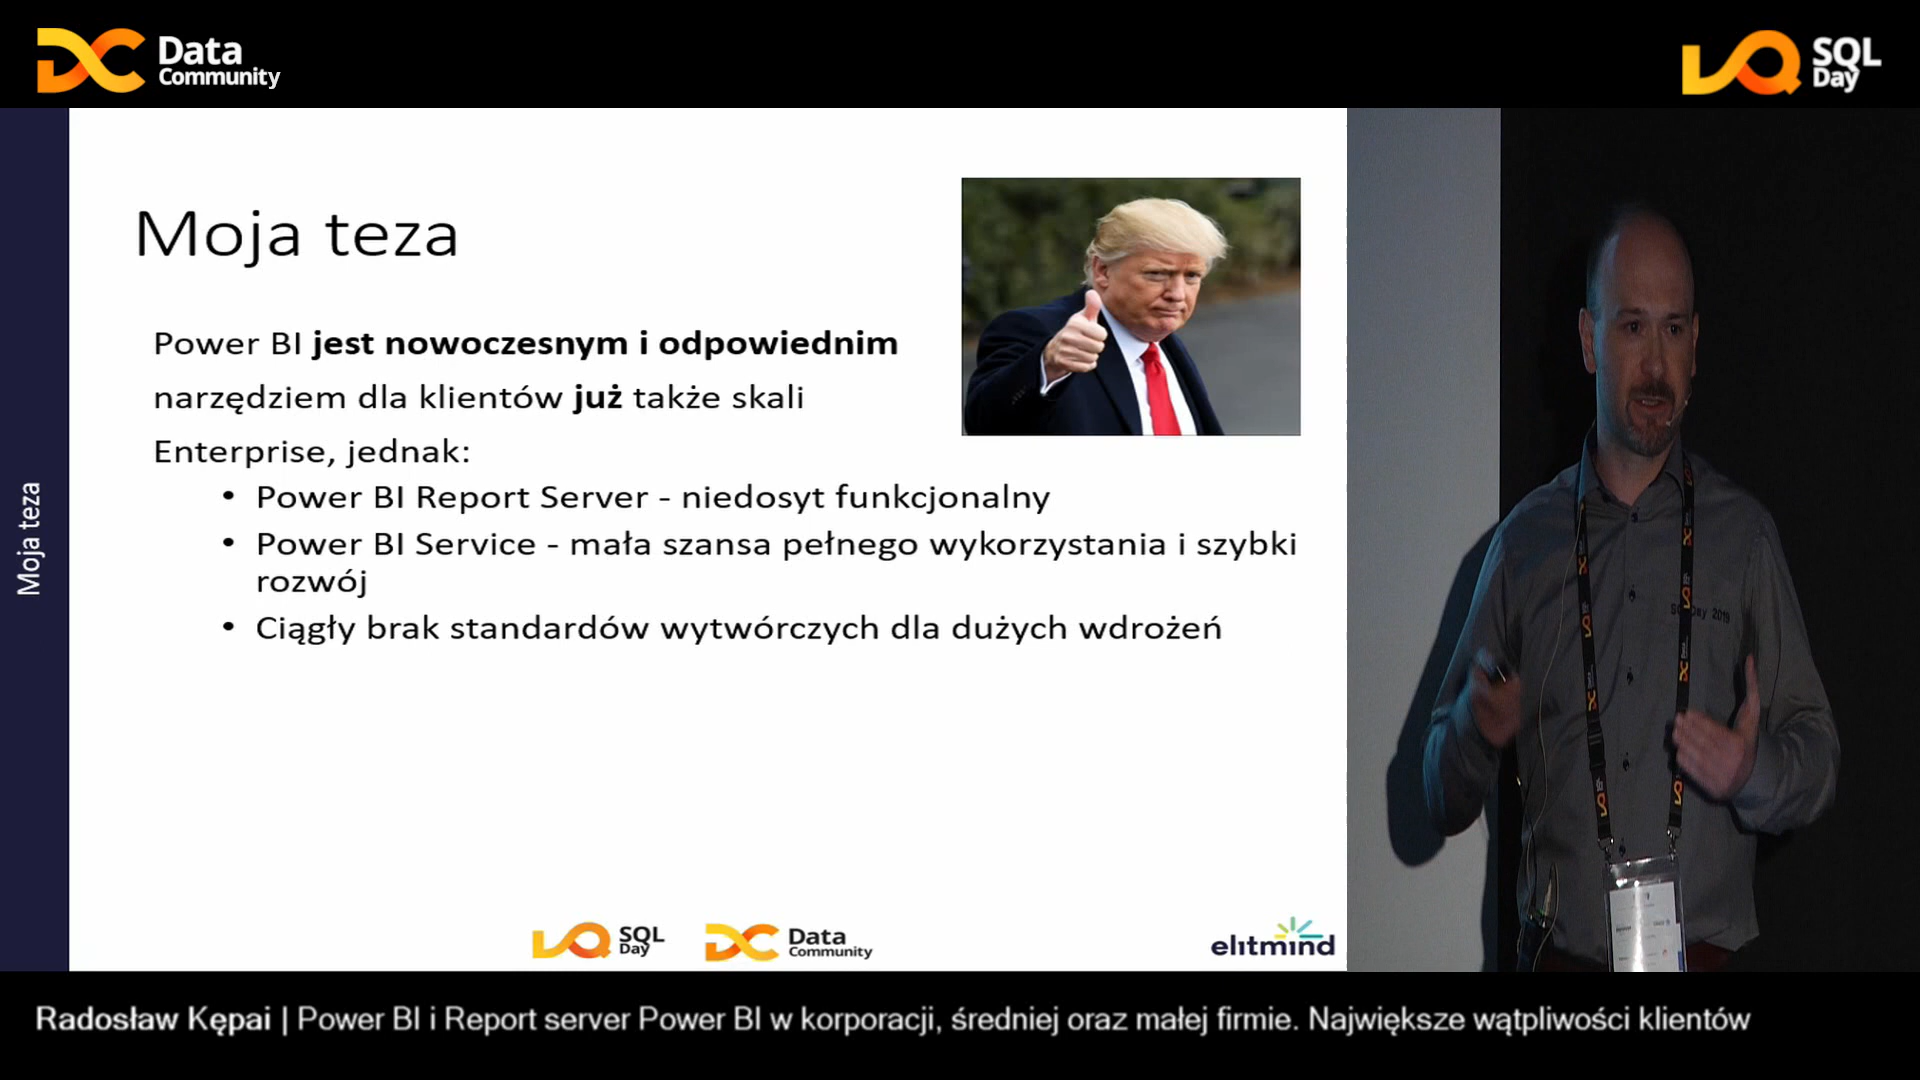 Data
Community
SQL
Day
Moja teza
Moja teza
Power BI jest nowoczesnym i odpowiednim
narzędziem dla klientów już także skali
Enterprise, jednak:
• Power BI Report Server - niedosyt funkcjonalny
• Power BI Service - mała szansa pełnego wykorzystania i szybki
rozwój
• Ciągły brak standardów wytwórczych dla dużych wdrożeń
SQL Day 2019
SQL
Day
Data
Community
elitmind
Radosław Kępai | Power BI i Report server Power BI w korporacji, średniej oraz małej firmie. Największe wątpliwości klientów